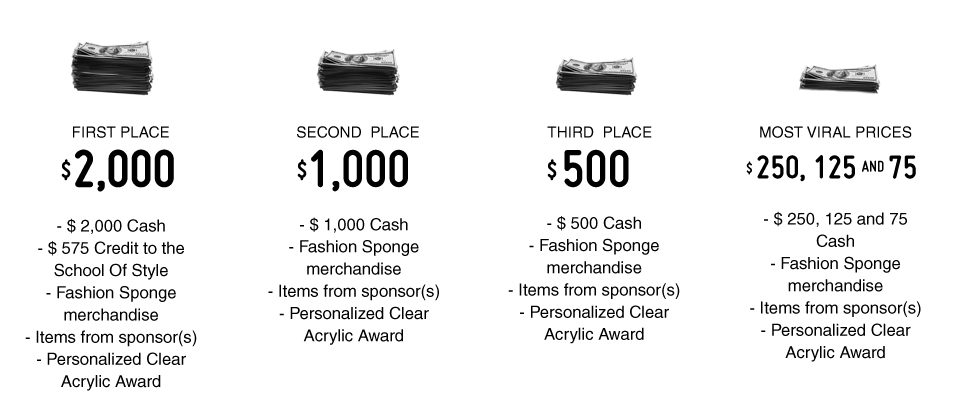 FIRST PLACE
$2,000
- $ 2,000 Cash
- $ 575 Credit to the
School Of Style
- Fashion Sponge
merchandise
- Items from sponsor(s)
- Personalized Clear
Acrylic Award
SECOND PLACE
$1,000
- $ 1,000 Cash
- Fashion Sponge
merchandise
- Items from sponsor(s)
- Personalized Clear
Acrylic Award
THIRD PLACE
$500
- $ 500 Cash
- Fashion Sponge
merchandise
- Items from sponsor(s)
- Personalized Clear
Acrylic Award
MOST VIRAL PRICES
$250, 125 AND 75
- $ 250, 125 and 75
Cash
- Fashion Sponge
merchandise
- Items from sponsor(s)
- Personalized Clear
Acrylic Award